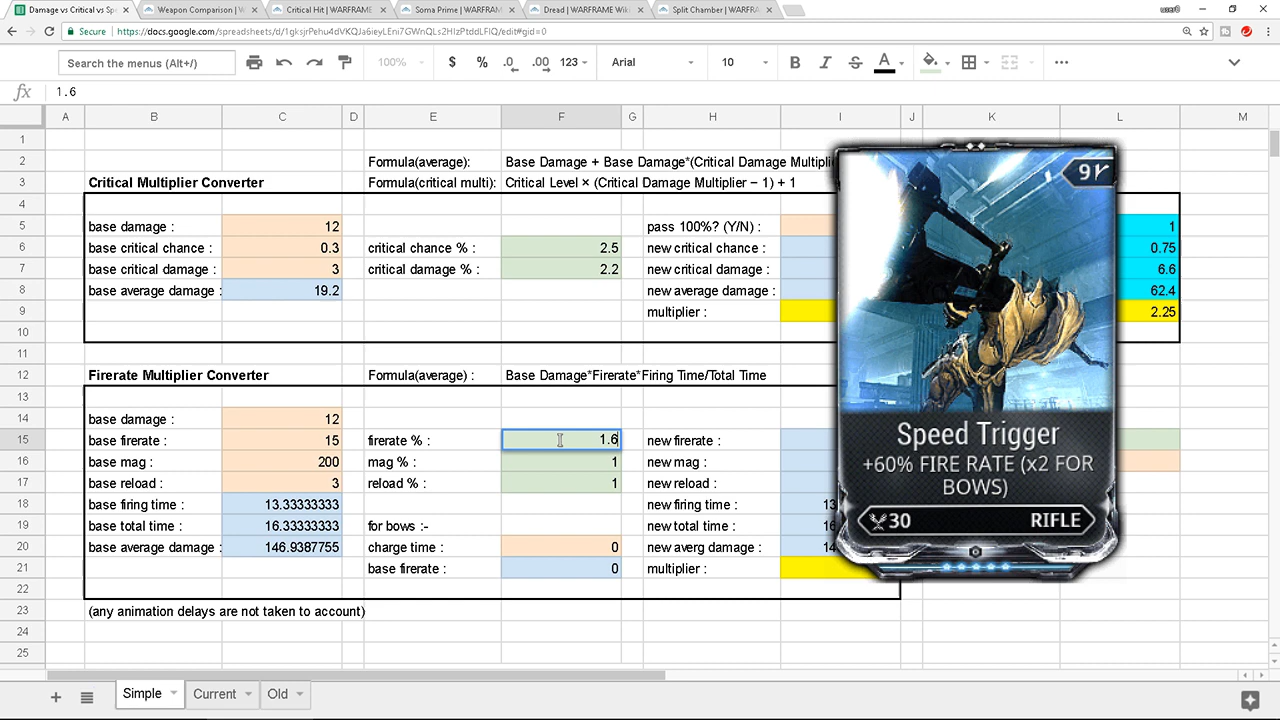 Damage vs Critical vs Sp
Weapon Comparison | W
Critical Hit | WARFRAME
Soma Prime | WARFRAM
Dread | WARFRAME Wiki
Split Chamber | WARFRA
user0
Secure
https://docs.google.com/spreadsheets/d/1gksjrPehu4dVKQJa6ieyLEni7GWnQLs2HIzPtddLFIQ/edit#gid=0
Search the menus (Alt+/)
100%
$ % .0 .00 123
Arial
10
B I S A
fx 1.6
A B C D E F G H I J K L M
1
2 Formula(average): Base Damage + Base Damage*(Critical Damage Multipli
3 Critical Multiplier Converter Formula(critical multi): Critical Level × (Critical Damage Multiplier − 1) + 1
4
5 base damage : 12 pass 100%? (Y/N) : 1
6 base critical chance : 0.3 critical chance % : 2.5 new critical chance : 0.75
7 base critical damage : 3 critical damage % : 2.2 new critical damage : 6.6
8 base average damage : 19.2 new average damage : 62.4
9 multiplier : 2.25
10
11
12 Firerate Multiplier Converter Formula(average) : Base Damage*Firerate*Firing Time/Total Time
13
14 base damage : 12
15 base firerate : 15 firerate % : 1.6 new firerate :
16 base mag : 200 mag % : 1 new mag :
17 base reload : 3 reload % : 1 new reload :
18 base firing time : 13.33333333 new firing time : 13
19 base total time : 16.33333333 for bows :- new total time : 16
20 base average damage : 146.9387755 charge time : 0 new averg damage : 14
21 base firerate : 0 multiplier :
22
23 (any animation delays are not taken to account)
24
25
9
Speed Trigger
+60% FIRE RATE (x2 FOR
BOWS)
30 RIFLE
Simple
Current
Old